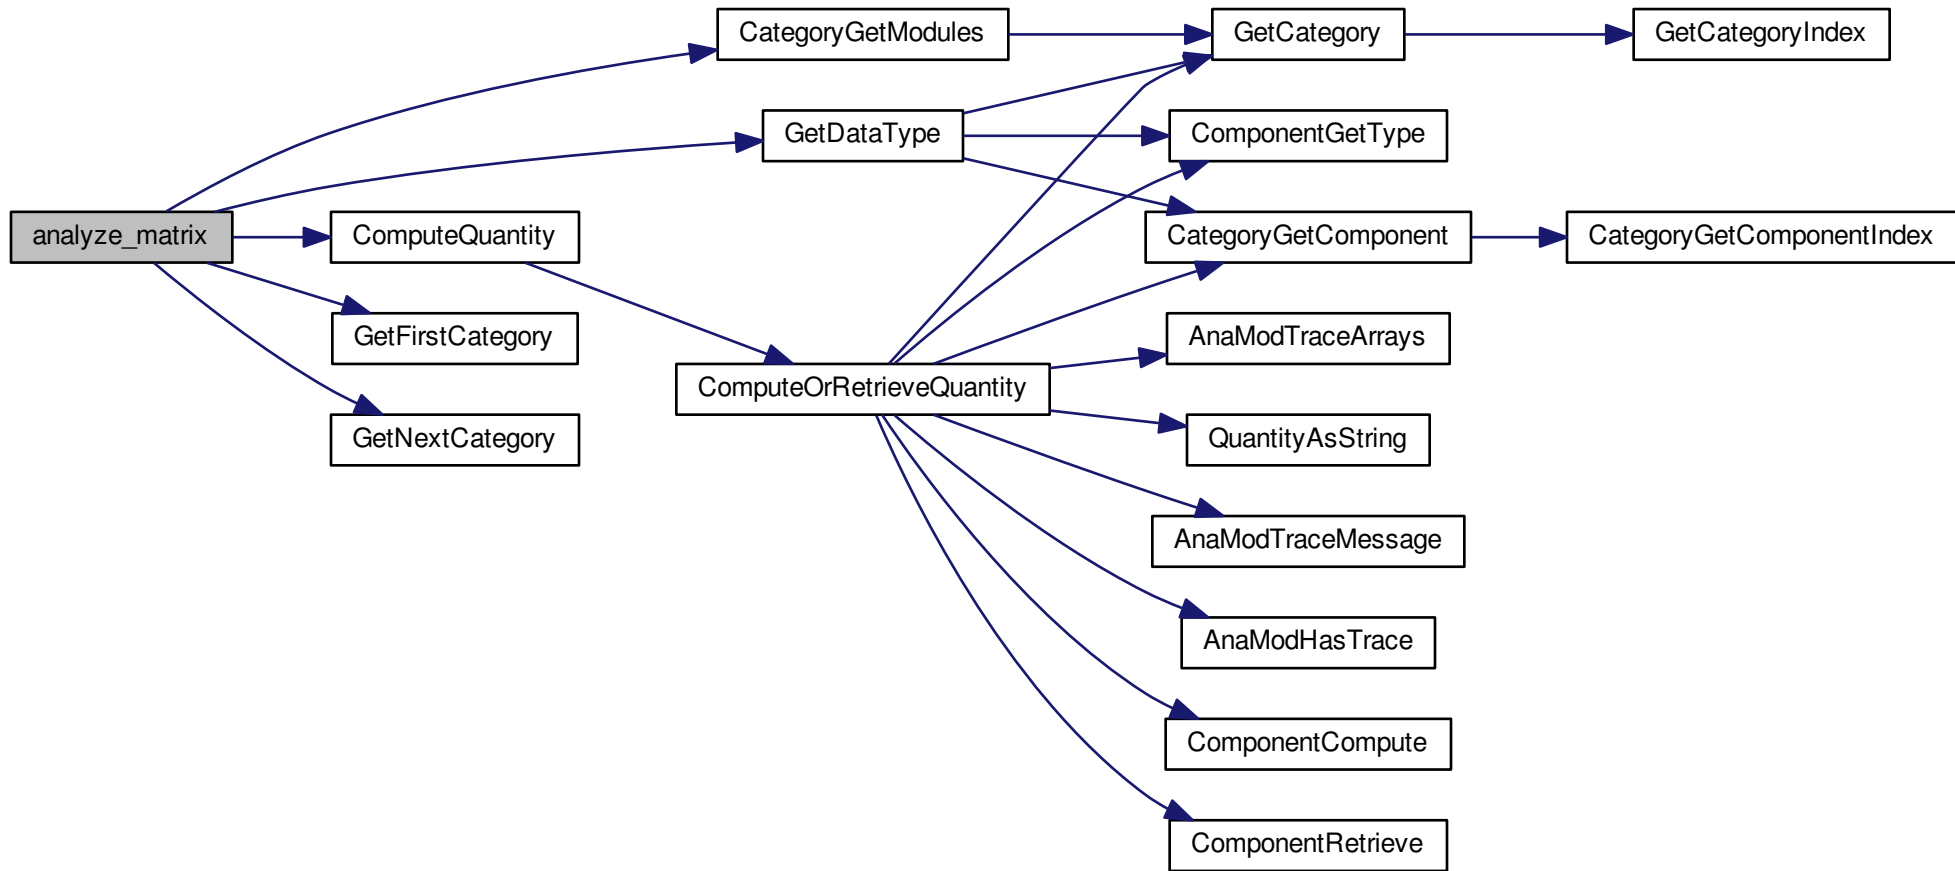 CategoryGetModules
GetCategory
GetCategoryIndex
GetDataType
ComponentGetType
analyze_matrix
ComputeQuantity
CategoryGetComponent
CategoryGetComponentIndex
GetFirstCategory
AnaModTraceArrays
ComputeOrRetrieveQuantity
GetNextCategory
QuantityAsString
AnaModTraceMessage
AnaModHasTrace
ComponentCompute
ComponentRetrieve